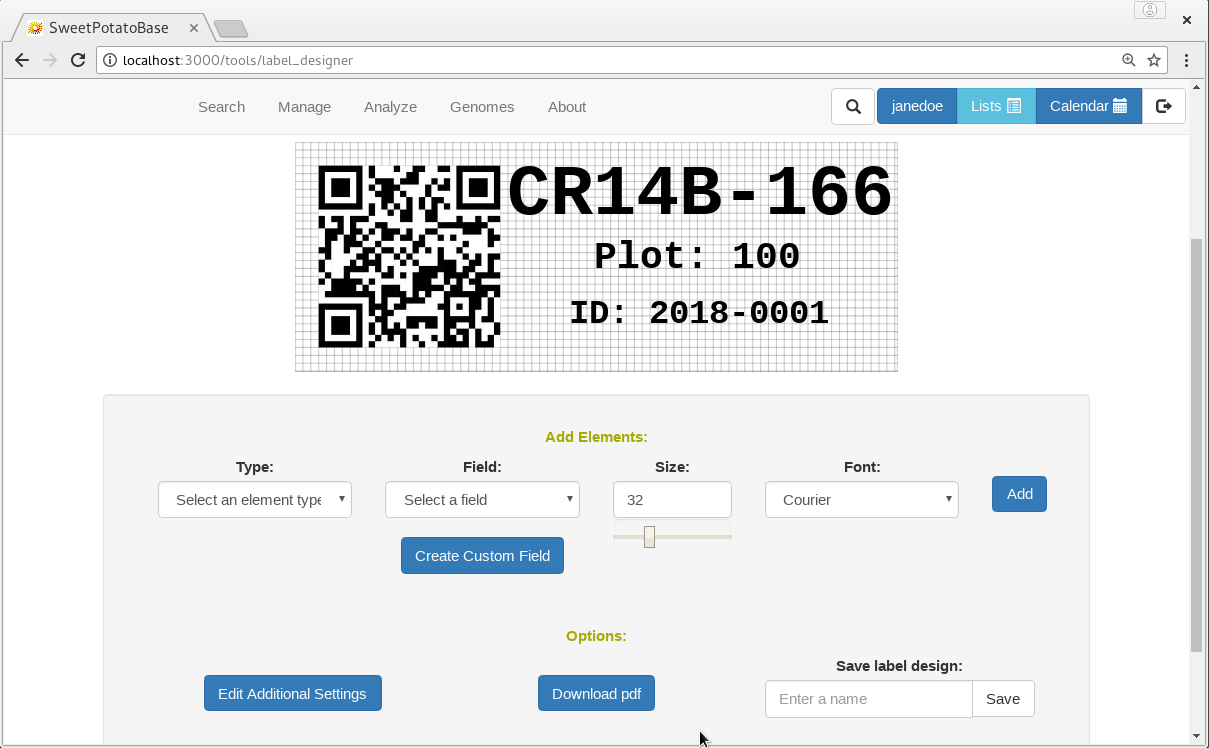 SweetPotatoBase
localhost:3000/tools/label_designer
Search Manage Analyze Genomes About janedoe Lists Calendar
CR14B-166
Plot: 100
ID: 2018-0001
Add Elements:
Type: Field: Size: Font:
Select an element type Select a field 32 Courier Add
Create Custom Field
Options:
Save label design:
Edit Additional Settings Download pdf Enter a name Save